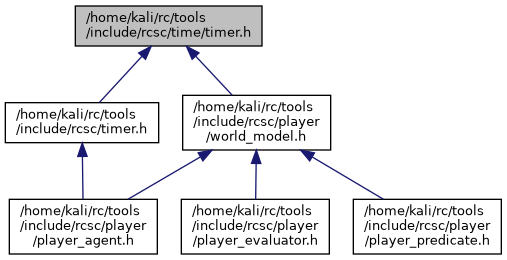 /home/kali/rc/tools
/include/rcsc/time/timer.h
/home/kali/rc/tools
/include/rcsc/timer.h
/home/kali/rc/tools
/include/rcsc/player
/world_model.h
/home/kali/rc/tools
/include/rcsc/player
/player_agent.h
/home/kali/rc/tools
/include/rcsc/player
/player_evaluator.h
/home/kali/rc/tools
/include/rcsc/player
/player_predicate.h